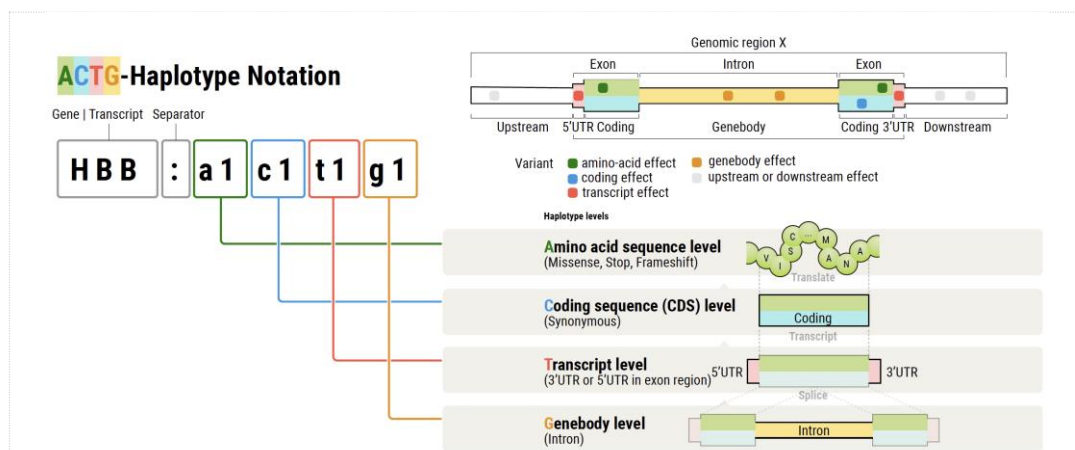 ACTG-Haplotype Notation
Gene | Transcript Separator
HBB : a1 c1 t1 g1
Genomic region X
Exon Intron Exon
Upstream 5'UTR Coding Genebody Coding 3'UTR Downstream
Variant
amino-acid effect
coding effect
transcript effect
genebody effect
upstream or downstream effect
Haplotype levels
Amino acid sequence level
(Missense, Stop, Frameshift)
V I S C ... M A N A
Translate
Coding sequence (CDS) level
(Synonymous)
Coding
Transcript
Transcript level
(3'UTR or 5'UTR in exon region)
5'UTR 3'UTR
Splice
Genebody level
(Intron)
Intron